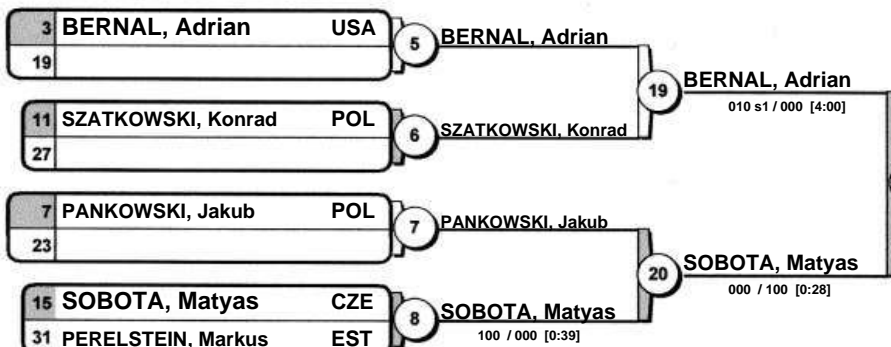 3 BERNAL, Adrian USA
19
5 BERNAL, Adrian
11 SZATKOWSKI, Konrad POL
27
6 SZATKOWSKI, Konrad
19 BERNAL, Adrian
010 s1 / 000 [4:00]
7 PANKOWSKI, Jakub POL
23
7 PANKOWSKI, Jakub
15 SOBOTA, Matyas CZE
31 PERELSTEIN, Markus EST
8 SOBOTA, Matyas
100 / 000 [0:39]
20 SOBOTA, Matyas
000 / 100 [0:28]